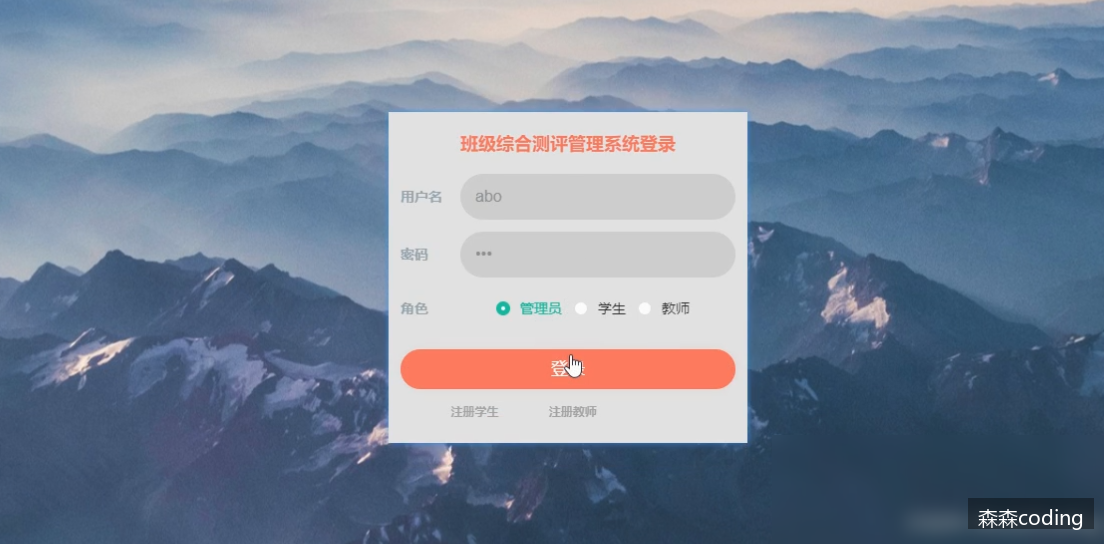 班级综合测评管理系统登录
用户名 abo
密码 •••
角色 管理员 学生 教师
登
注册学生 注册教师
森森coding